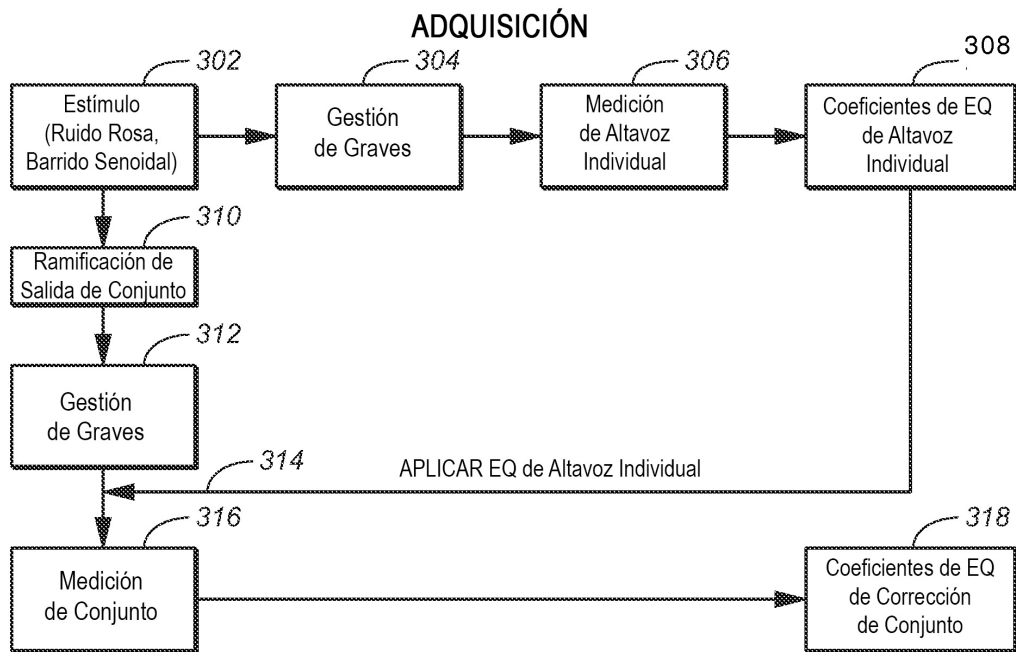 ADQUISICIÓN
302
304
306
308
Estímulo
(Ruido Rosa,
Barrido Senoidal)
Gestión
de Graves
Medición
de Altavoz
Individual
Coeficientes de EQ
de Altavoz
Individual
310
Ramificación de
Salida de Conjunto
312
Gestión
de Graves
314
APLICAR EQ de Altavoz Individual
316
318
Medición
de Conjunto
Coeficientes de EQ
de Corrección
de Conjunto